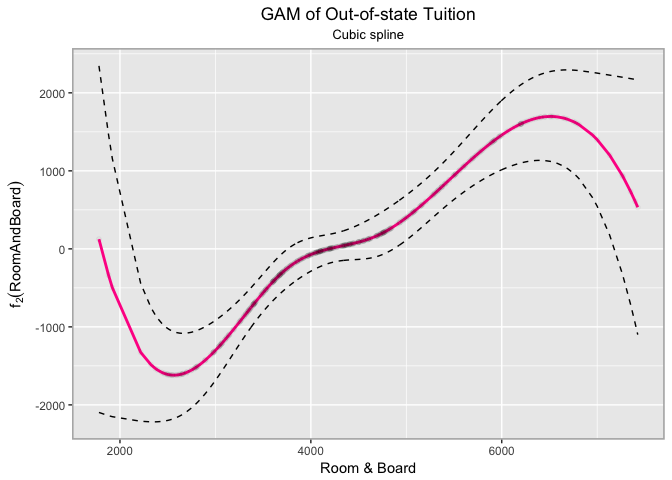 GAM of Out-of-state Tuition
Cubic spline
f₂(RoomAndBoard)
2000
1000
0
-1000
-2000
2000
4000
6000
Room & Board